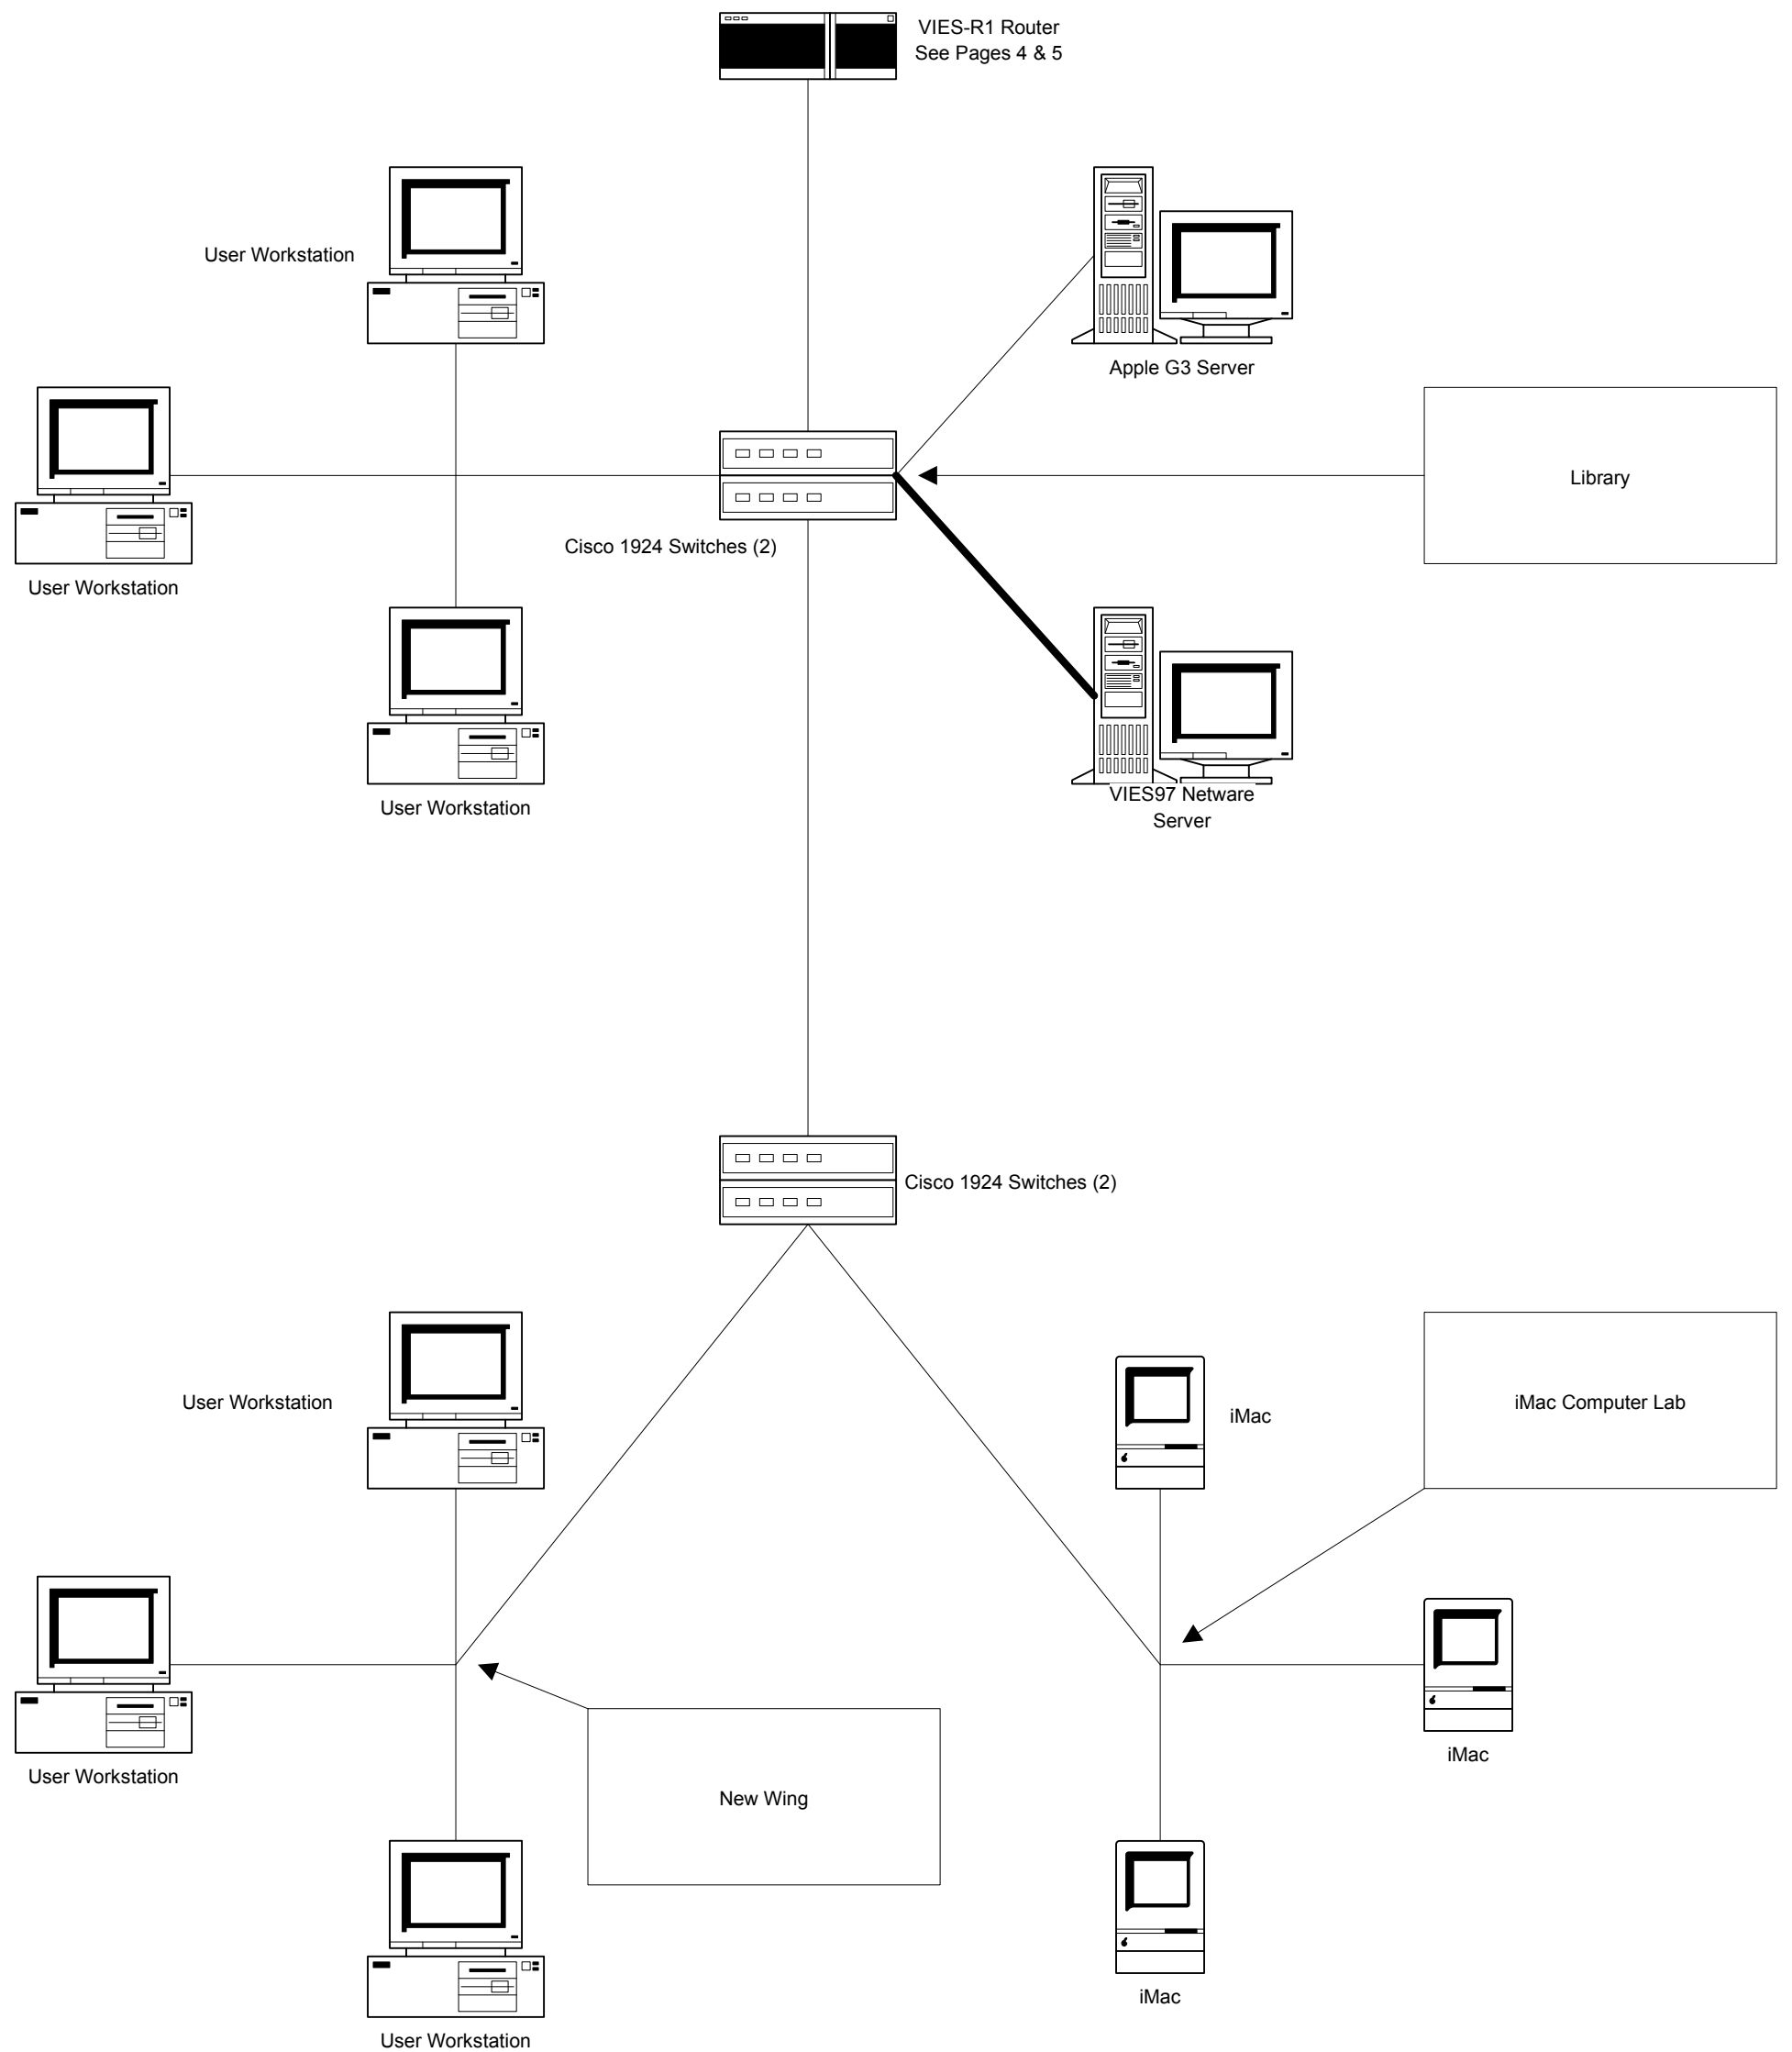 VIES-R1 Router
See Pages 4 & 5
User Workstation
Apple G3 Server
Library
Cisco 1924 Switches (2)
User Workstation
User Workstation
VIES97 Netware
Server
Cisco 1924 Switches (2)
User Workstation
iMac
iMac Computer Lab
iMac
User Workstation
New Wing
iMac
User Workstation